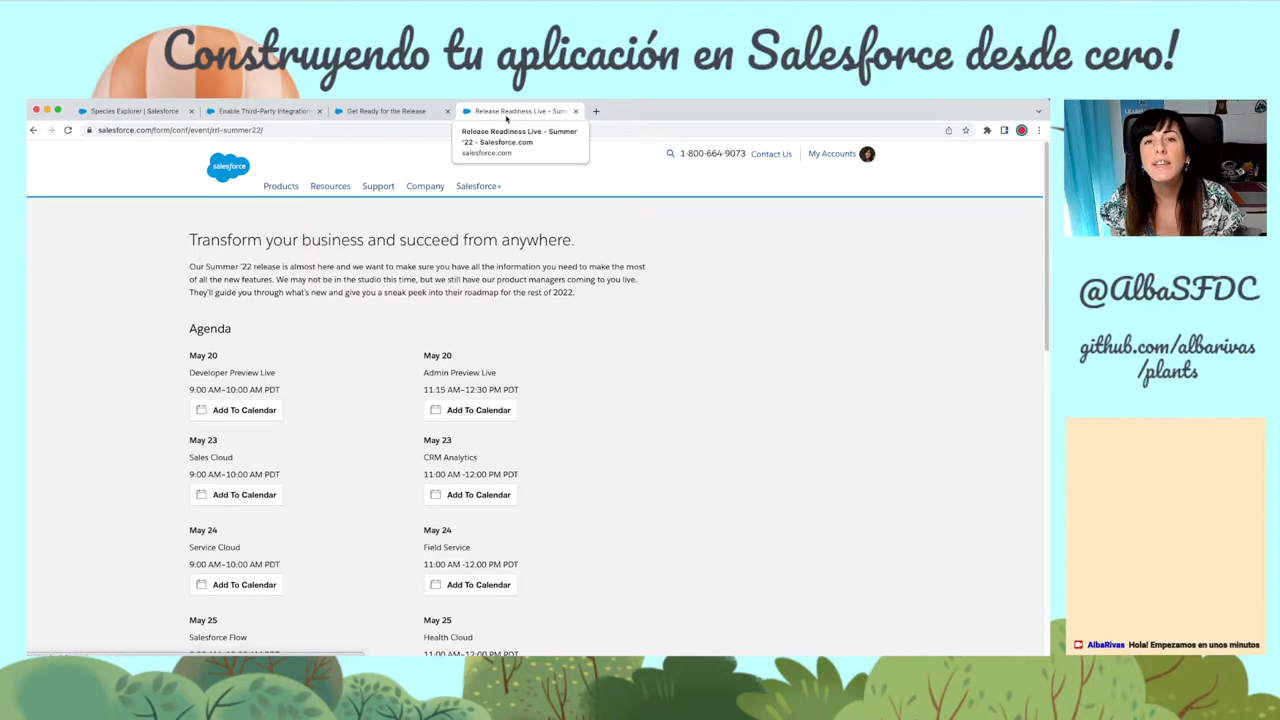 Construyendo tu aplicación en Salesforce desde cero!
Species Explorer | Salesforce
Enable Third-Party Integration
Get Ready for the Release
Release Readiness Live - Sum
salesforce.com/form/conf/event/rrl-summer22/
Release Readiness Live - Summer
'22 - Salesforce.com
salesforce.com
salesforce
1-800-664-9073
Contact Us
My Accounts
Products
Resources
Support
Company
Salesforce+
Transform your business and succeed from anywhere.
Our Summer '22 release is almost here and we want to make sure you have all the information you need to make the most
of all the new features. We may not be in the studio this time, but we still have our product managers coming to you live.
They'll guide you through what's new and give you a sneak peek into their roadmap for the rest of 2022.
Agenda
May 20
Developer Preview Live
9:00 AM–10:00 AM PDT
Add To Calendar
May 20
Admin Preview Live
11:15 AM–12:30 PM PDT
Add To Calendar
May 23
Sales Cloud
9:00 AM–10:00 AM PDT
Add To Calendar
May 23
CRM Analytics
11:00 AM -12:00 PM PDT
Add To Calendar
May 24
Service Cloud
9:00 AM–10:00 AM PDT
Add To Calendar
May 24
Field Service
11:00 AM -12:00 PM PDT
Add To Calendar
May 25
Salesforce Flow
May 25
Health Cloud
11:00 AM -12:00 PM PDT
@AlbaSFDC
github.com/albarivas
/plants
AlbaRivas Hola! Empezamos en unos minutos